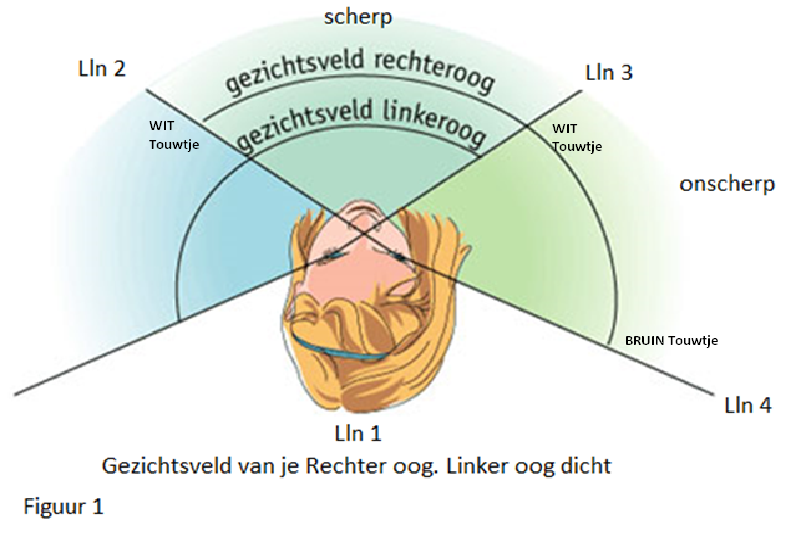 scherp
Lln 2
Lln 3
gezichtsveld rechteroog
gezichtsveld linkeroog
WIT
Touwtje
WIT
Touwtje
onscherp
BRUIN Touwtje
Lln 4
Lln 1
Gezichtsveld van je Rechter oog. Linker oog dicht
Figuur 1